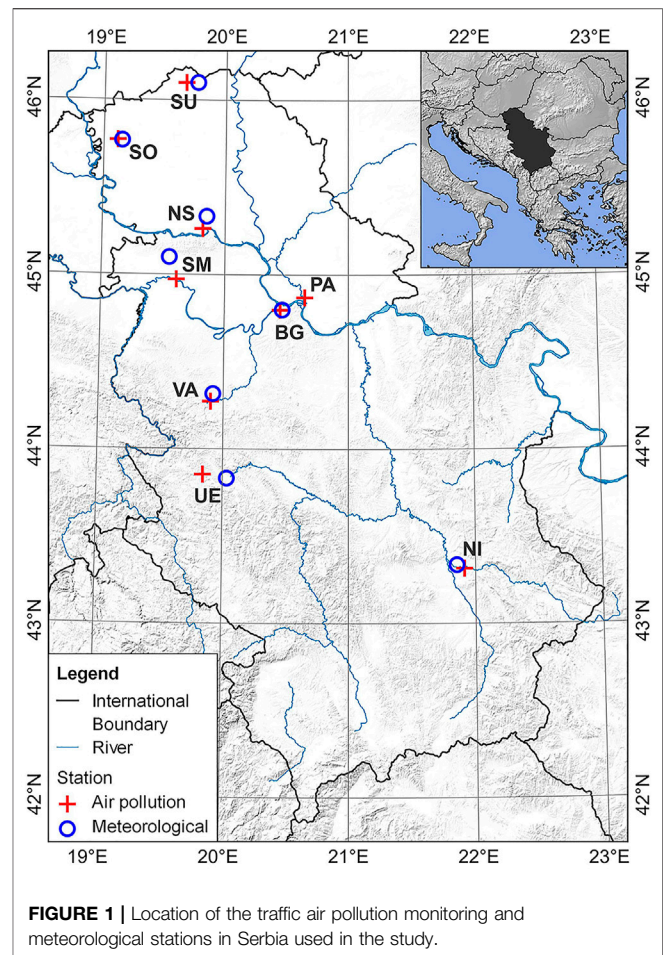 19°E 20°E 21°E 22°E 23°E
46°N 46°N
SU
SO
NS
45°N 45°N
SM
PA
BG
VA
44°N 44°N
UE
NI
43°N 43°N
Legend
International
Boundary
River
Station
Air pollution
Meteorological
42°N 42°N
19°E 20°E 21°E 22°E 23°E
FIGURE 1 | Location of the traffic air pollution monitoring and
meteorological stations in Serbia used in the study.